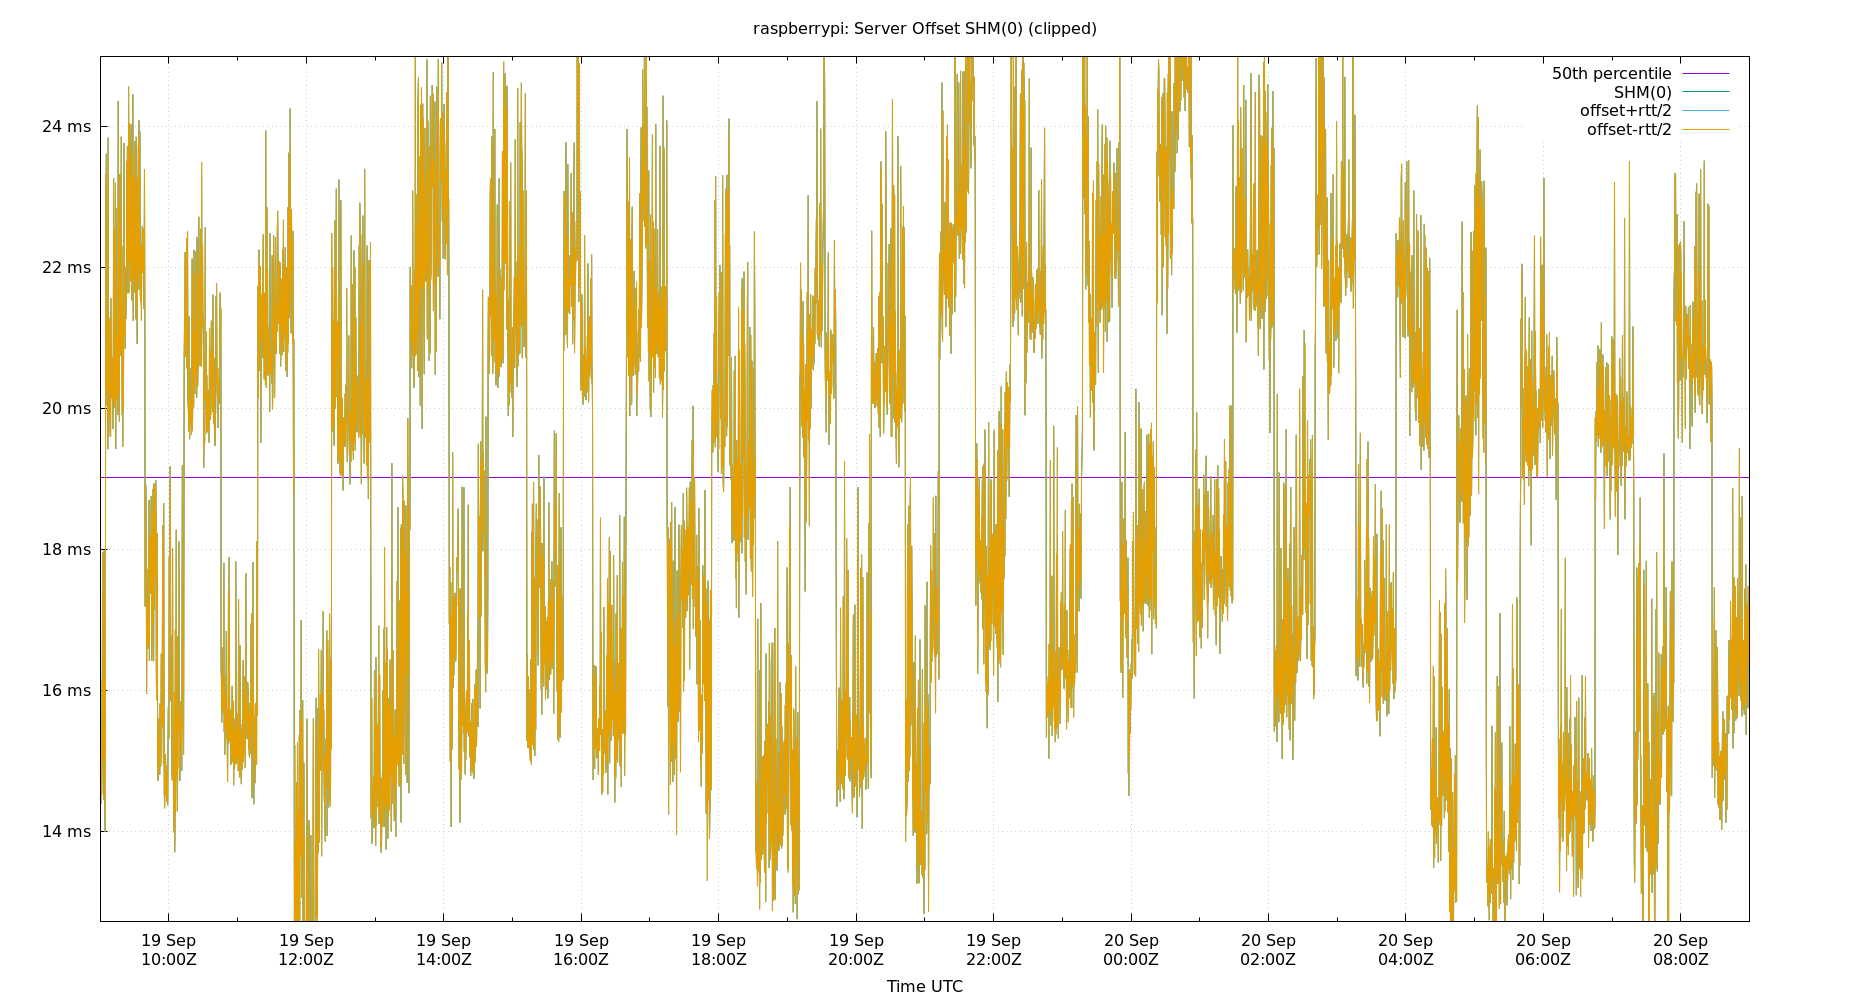 raspberrypi: Server Offset SHM(0) (clipped)
50th percentile
SHM(0)
offset+rtt/2
offset-rtt/2
24 ms
22 ms
20 ms
18 ms
16 ms
14 ms
19 Sep 19 Sep 19 Sep 19 Sep 19 Sep 19 Sep 19 Sep 20 Sep 20 Sep 20 Sep 20 Sep 20 Sep
10:00Z 12:00Z 14:00Z 16:00Z 18:00Z 20:00Z 22:00Z 00:00Z 02:00Z 04:00Z 06:00Z 08:00Z
Time UTC